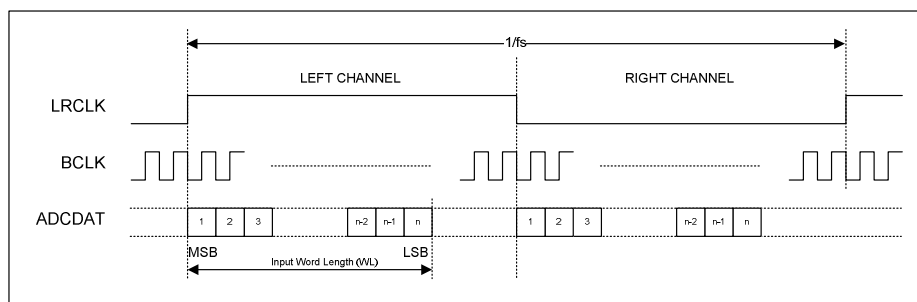 1/fs
LEFT CHANNEL RIGHT CHANNEL
LRCLK
BCLK
ADCDAT
1 2 3 n-2 n-1 n 1 2 3 n-2 n-1 n
MSB LSB
Input Word Length (WL)